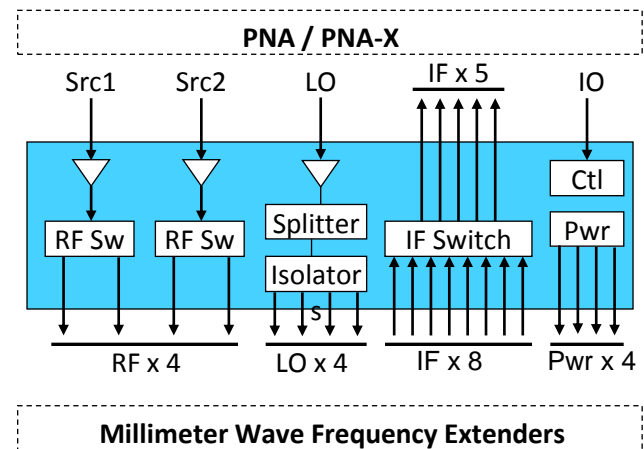 PNA / PNA-X
Src1 Src2 LO IF x 5 IO
Ctl
RF Sw RF Sw Splitter IF Switch Pwr
Isolator
s
RF x 4 LO x 4 IF x 8 Pwr x 4
Millimeter Wave Frequency Extenders